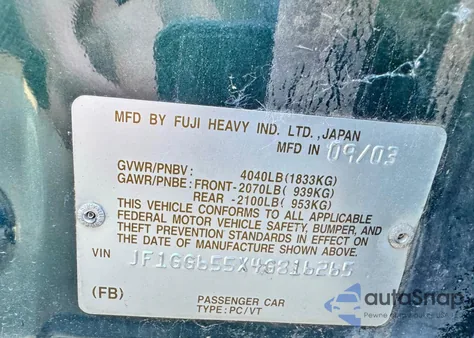 MFD BY FUJI HEAVY IND. LTD.,JAPAN
MFD IN 09/03
GVWR/PNBV: 4040LB(1833KG)
GAWR/PNBE: FRONT-2070LB( 939KG)
REAR -2100LB( 953KG)
THIS VEHICLE CONFORMS TO ALL APPLICABLE
FEDERAL MOTOR VEHICLE SAFETY, BUMPER, AND
THEFT PREVENTION STANDARDS IN EFFECT ON
THE DATE OF MANUFACTURE SHOWN ABOVE.
VIN
(FB)
PASSENGER CAR
TYPE: PC/VT
autoSnap